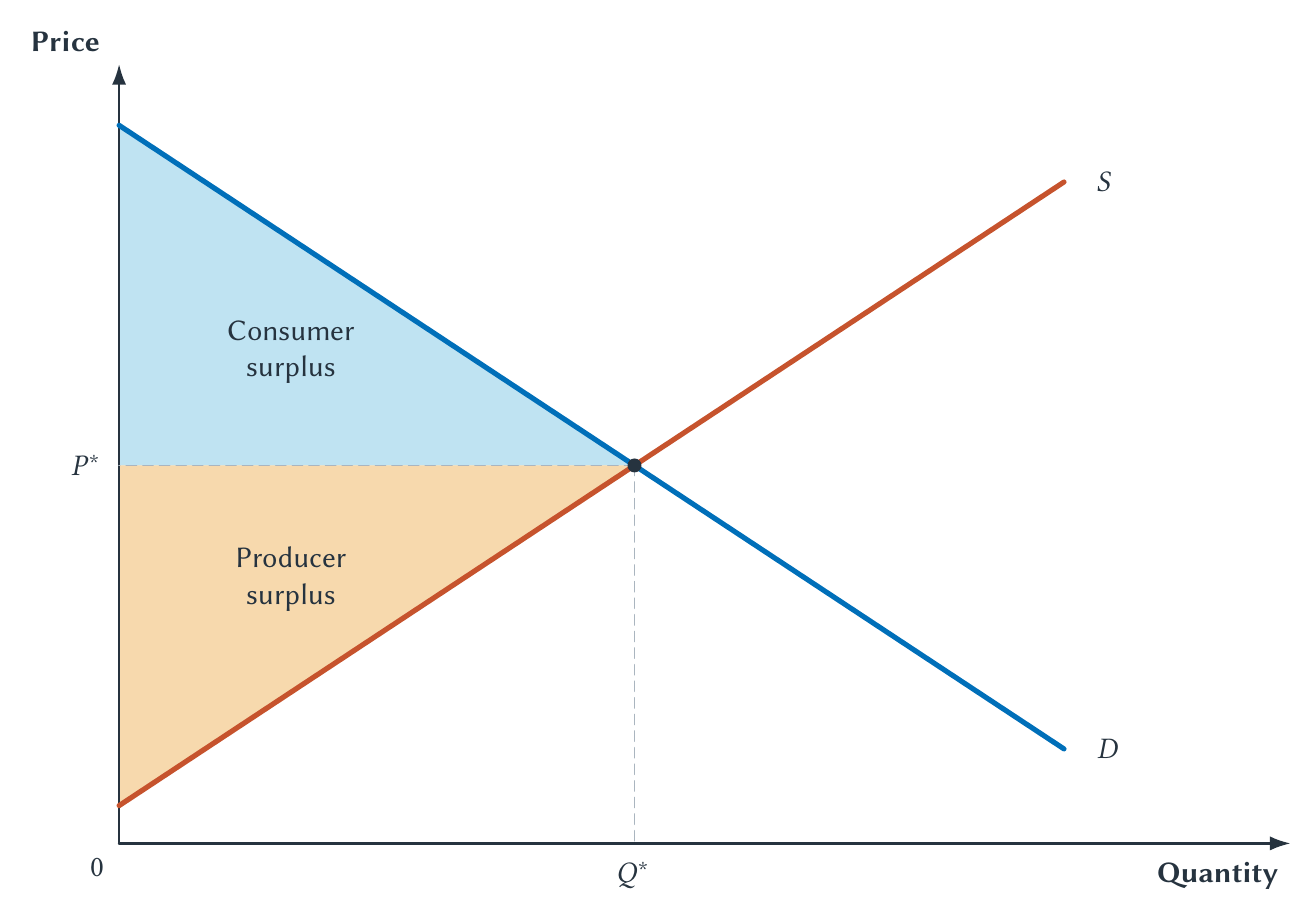 Price
S
Consumer
surplus
P*
Producer
surplus
D
0
Q*
Quantity